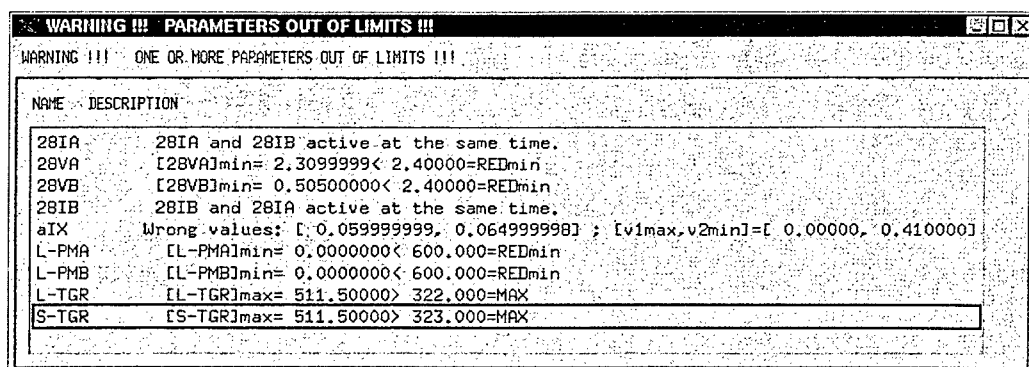 WARNING !!! PARAMETERS OUT OF LIMITS !!!
WARNING !!! ONE OR MORE PARAMETERS OUT OF LIMITS !!!
NAME DESCRIPTION
28IA 28IA and 28IB active at the same time.
28VA [28VA]min= 2.3099999< 2.40000=REDmin
28VB [28VB]min= 0.50500000< 2.40000=REDmin
28IB 28IB and 28IA active at the same time.
aIX Wrong values: [ 0.059999999, 0.064999998] ; [v1max,v2min]=[ 0.00000, 0.410000]
L-PMA [L-PMA]min= 0.0000000< 600.000=REDmin
L-PMB [L-PMB]min= 0.0000000< 600.000=REDmin
L-TGR [L-TGR]max= 511.50000> 322.000=MAX
S-TGR [S-TGR]max= 511.50000> 323.000=MAX